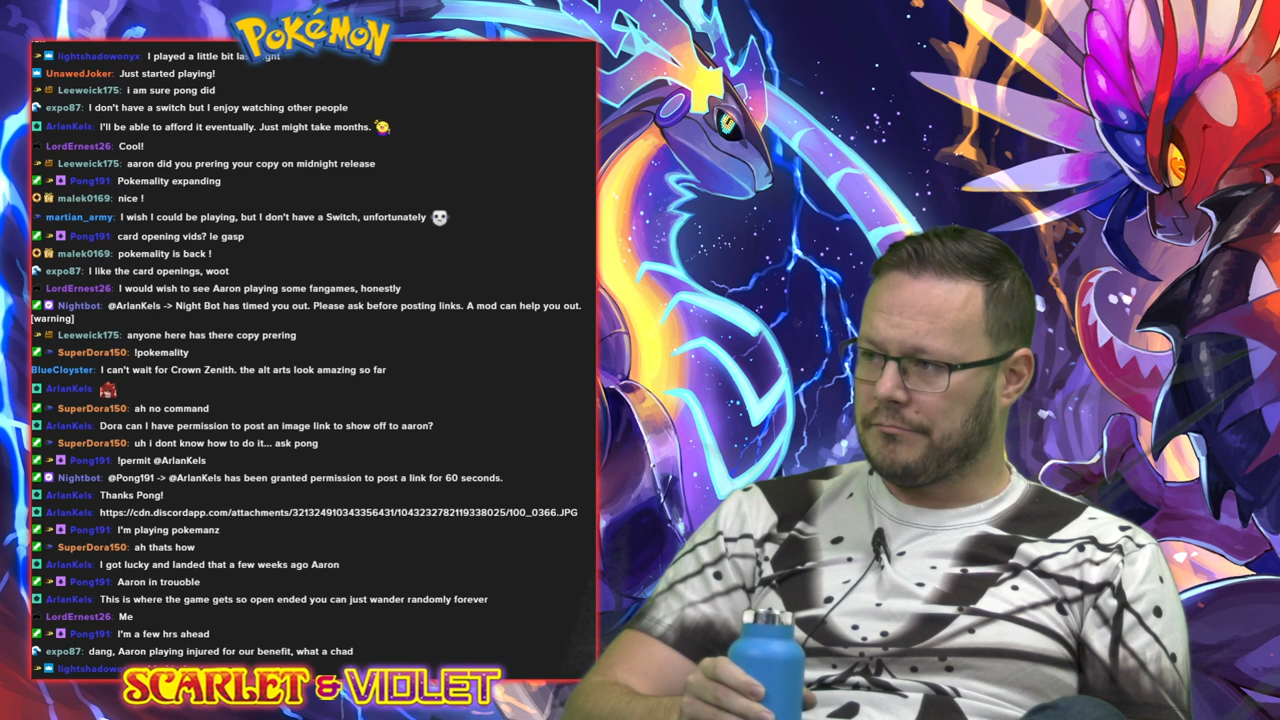 POKÉMON
lightshadowonyx: I played a little bit last night
UnawedJoker: Just started playing!
Leeweick175: i am sure pong did
expo87: I don't have a switch but I enjoy watching other people
ArlanKels: I'll be able to afford it eventually. Just might take months.
LordErnest26: Cool!
Leeweick175: aaron did you prering your copy on midnight release
Pong191: Pokemality expanding
malek0169: nice !
martian_army: I wish I could be playing, but I don't have a Switch, unfortunately
Pong191: card opening vids? le gasp
malek0169: pokemality is back !
expo87: I like the card openings, woot
LordErnest26: I would wish to see Aaron playing some fangames, honestly
Nightbot: @ArlanKels -> Night Bot has timed you out. Please ask before posting links. A mod can help you out.
[warning]
Leeweick175: anyone here has there copy prering
SuperDora150: !pokemality
BlueCloyster: I can't wait for Crown Zenith. the alt arts look amazing so far
ArlanKels:
SuperDora150: ah no command
ArlanKels: Dora can I have permission to post an image link to show off to aaron?
SuperDora150: uh i dont know how to do it... ask pong
Pong191: !permit @ArlanKels
Nightbot: @Pong191 -> @ArlanKels has been granted permission to post a link for 60 seconds.
ArlanKels: Thanks Pong!
ArlanKels: https://cdn.discordapp.com/attachments/321324910343356431/1043232782119338025/100_0366.JPG
Pong191: I'm playing pokemanz
SuperDora150: ah thats how
ArlanKels: I got lucky and landed that a few weeks ago Aaron
Pong191: Aaron in trouoble
ArlanKels: This is where the game gets so open ended you can just wander randomly forever
LordErnest26: Me
Pong191: I'm a few hrs ahead
expo87: dang, Aaron playing injured for our benefit, what a chad
SCARLET & VIOLET